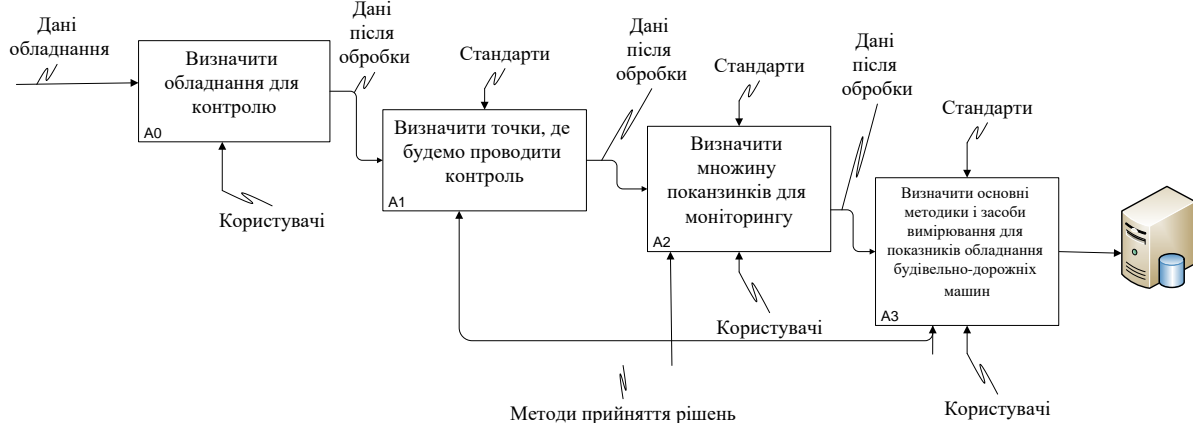 Дані
обладнання
Визначити
обладнання для
контролю
A0
Користувачі
Дані
після
обробки
Стандарти
Визначити точки, де
будемо проводити
контроль
A1
Дані
після
обробки
Стандарти
Визначити
множину
поканзинків для
моніторингу
A2
Користувачі
Дані
після
обробки
Стандарти
Визначити основні
методики і засоби
вимірювання для
показників обладнання
будівельно-дорожніх
машин
A3
Користувачі
Методи прийняття рішень